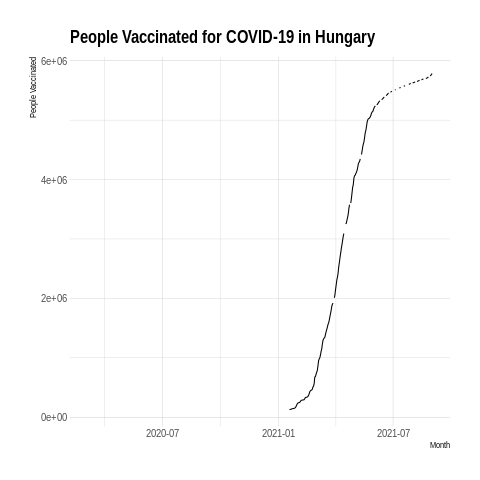 People Vaccinated for COVID-19 in Hungary
People Vaccinated
6e+06
4e+06
2e+06
0e+00
2020-07 2021-01 2021-07
Month